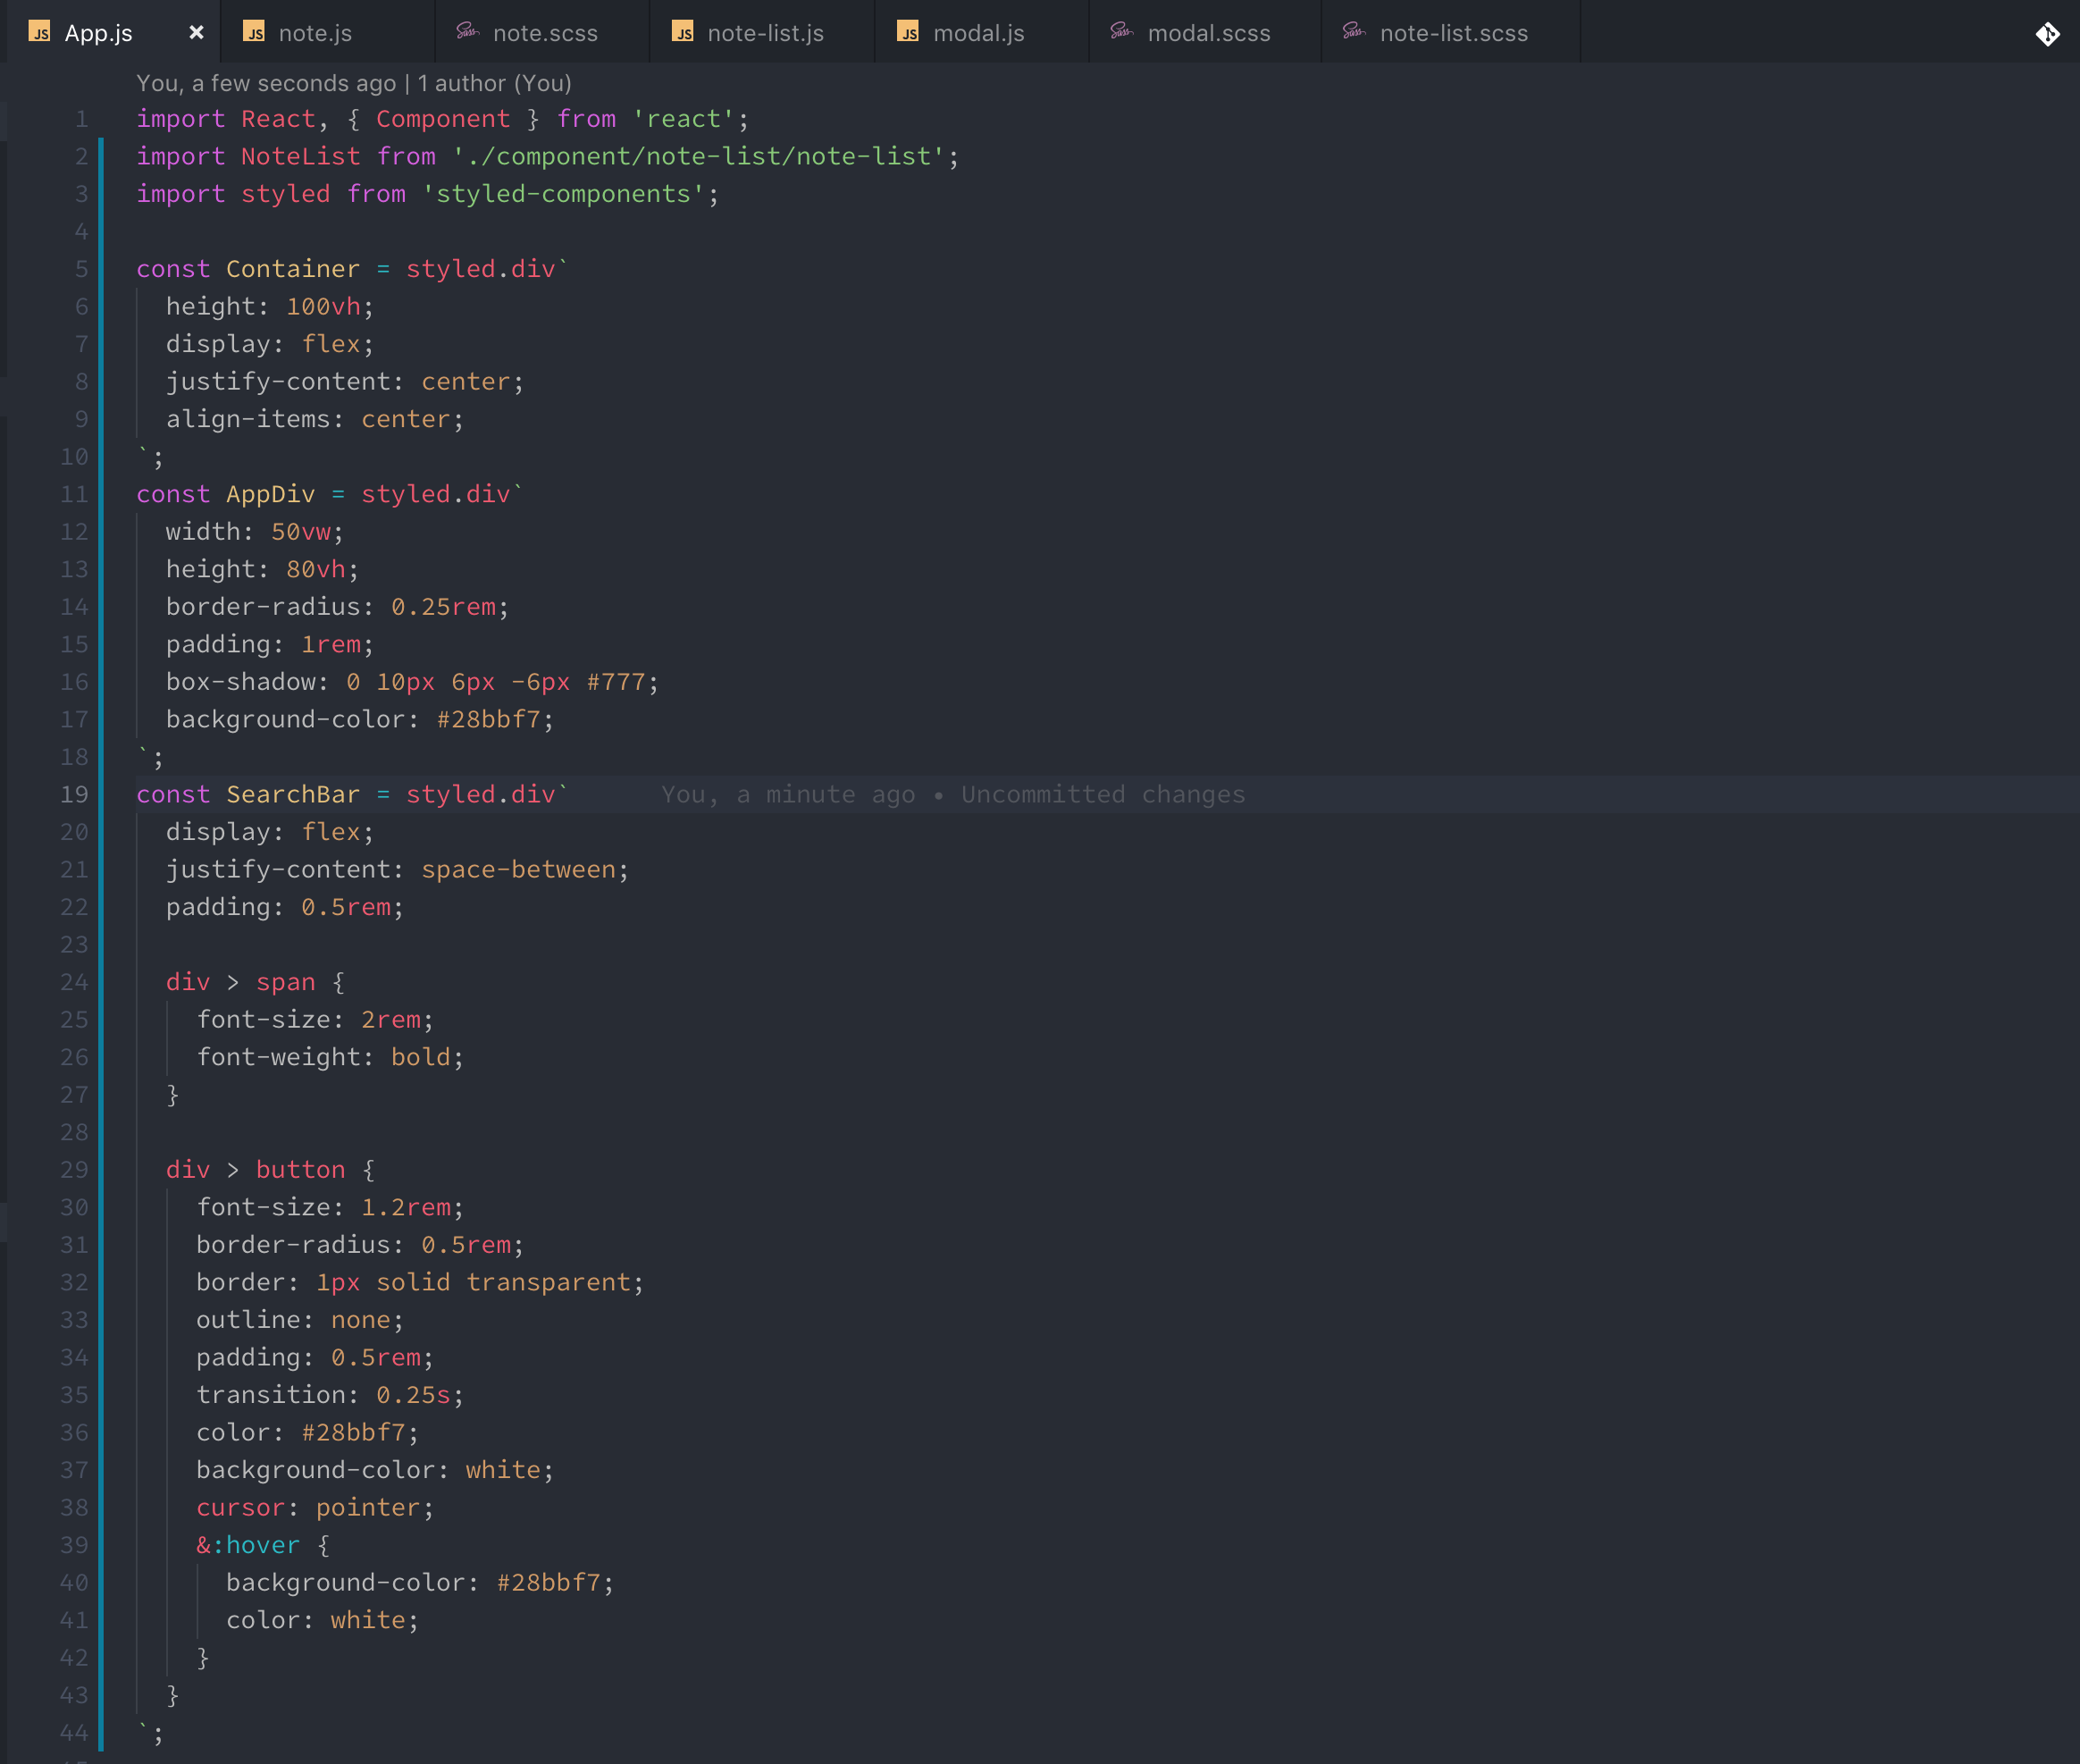 App.js × note.js note.scss note-list.js modal.js modal.scss note-list.scss
You, a few seconds ago | 1 author (You)
1 import React, { Component } from 'react';
2 import NoteList from './component/note-list/note-list';
3 import styled from 'styled-components';
4
5 const Container = styled.div`
6   height: 100vh;
7   display: flex;
8   justify-content: center;
9   align-items: center;
10 `;
11 const AppDiv = styled.div`
12   width: 50vw;
13   height: 80vh;
14   border-radius: 0.25rem;
15   padding: 1rem;
16   box-shadow: 0 10px 6px -6px #777;
17   background-color: #28bbf7;
18 `;
19 const SearchBar = styled.div` You, a minute ago • Uncommitted changes
20   display: flex;
21   justify-content: space-between;
22   padding: 0.5rem;
23
24   div > span {
25     font-size: 2rem;
26     font-weight: bold;
27   }
28
29   div > button {
30     font-size: 1.2rem;
31     border-radius: 0.5rem;
32     border: 1px solid transparent;
33     outline: none;
34     padding: 0.5rem;
35     transition: 0.25s;
36     color: #28bbf7;
37     background-color: white;
38     cursor: pointer;
39     &:hover {
40       background-color: #28bbf7;
41       color: white;
42     }
43   }
44 `;